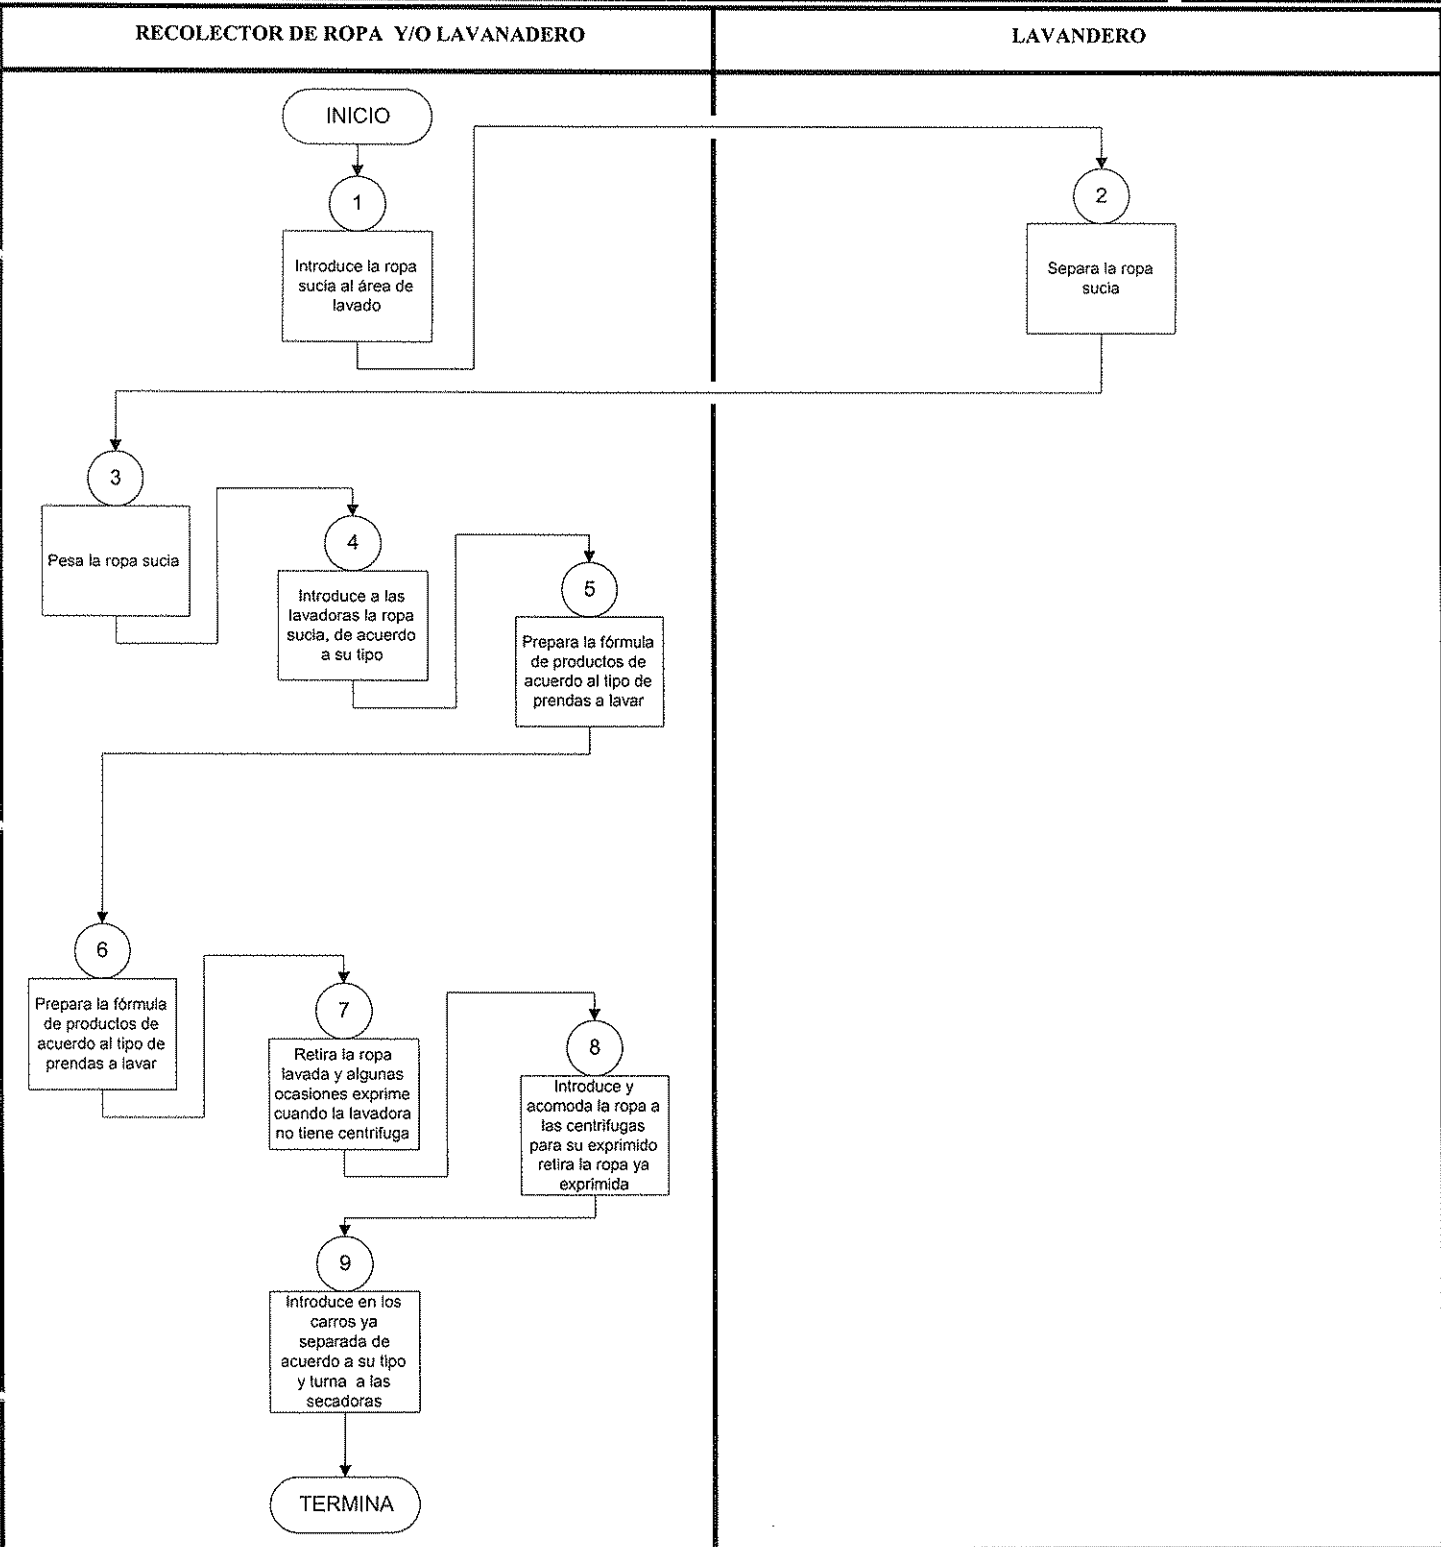 RECOLECTOR DE ROPA Y/O LAVANADERO
LAVANDERO
INICIO
1
Introduce la ropa
sucia al área de
lavado
2
Separa la ropa
sucia
3
Pesa la ropa sucia
4
Introduce a las
lavadoras la ropa
sucia, de acuerdo
a su tipo
5
Prepara la fórmula
de productos de
acuerdo al tipo de
prendas a lavar
6
Prepara la fórmula
de productos de
acuerdo al tipo de
prendas a lavar
7
Retira la ropa
lavada y algunas
ocasiones exprime
cuando la lavadora
no tiene centrifuga
8
Introduce y
acomoda la ropa a
las centrifugas
para su exprimido
retira la ropa ya
exprimida
9
Introduce en los
carros ya
separada de
acuerdo a su tipo
y turna a las
secadoras
TERMINA